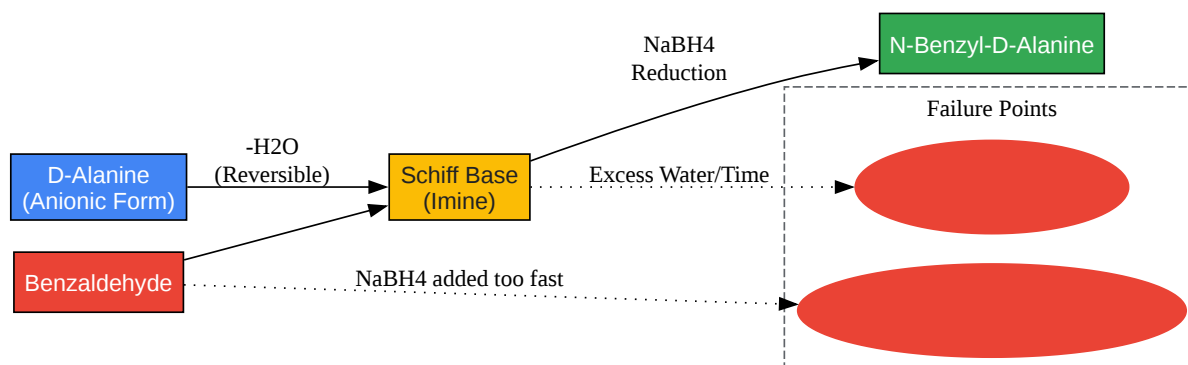 NaBH4
Reduction
N-Benzyl-D-Alanine
Failure Points
-H2O
(Reversible)
D-Alanine
(Anionic Form)
Schiff Base
(Imine)
Excess Water/Time
Benzaldehyde
NaBH4 added too fast